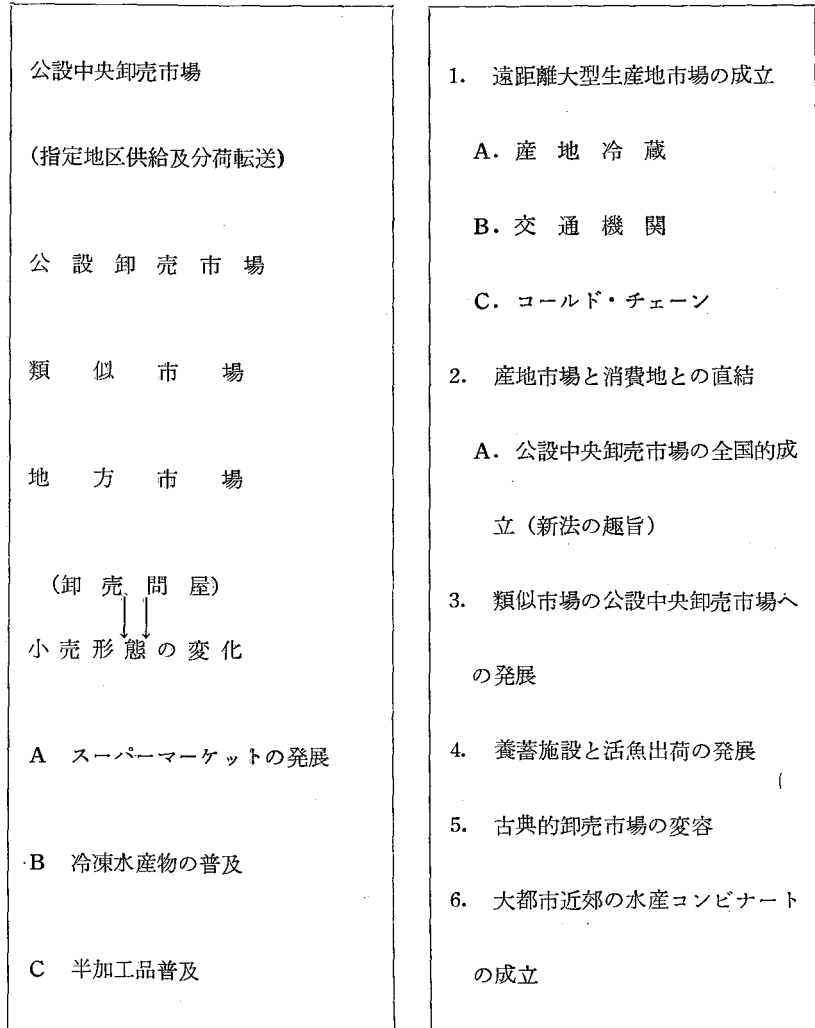 公設中央卸売市場
(指定地区供給及分荷転送)
公設卸売市場
類似市場
地方市場
(卸売問屋)
小売形態の変化
A スーパーマーケットの発展
B 冷凍水産物の普及
C 半加工品普及
1. 遠距離大型生産地市場の成立
A. 産地冷蔵
B. 交通機関
C. コールド・チェーン
2. 産地市場と消費地との直結
A. 公設中央卸売市場の全国的成
立(新法の趣旨)
3. 類似市場の公設中央卸売市場へ
の発展
4. 養蓄施設と活魚出荷の発展
5. 古典的卸売市場の変容
6. 大都市近郊の水産コンビナート
の成立